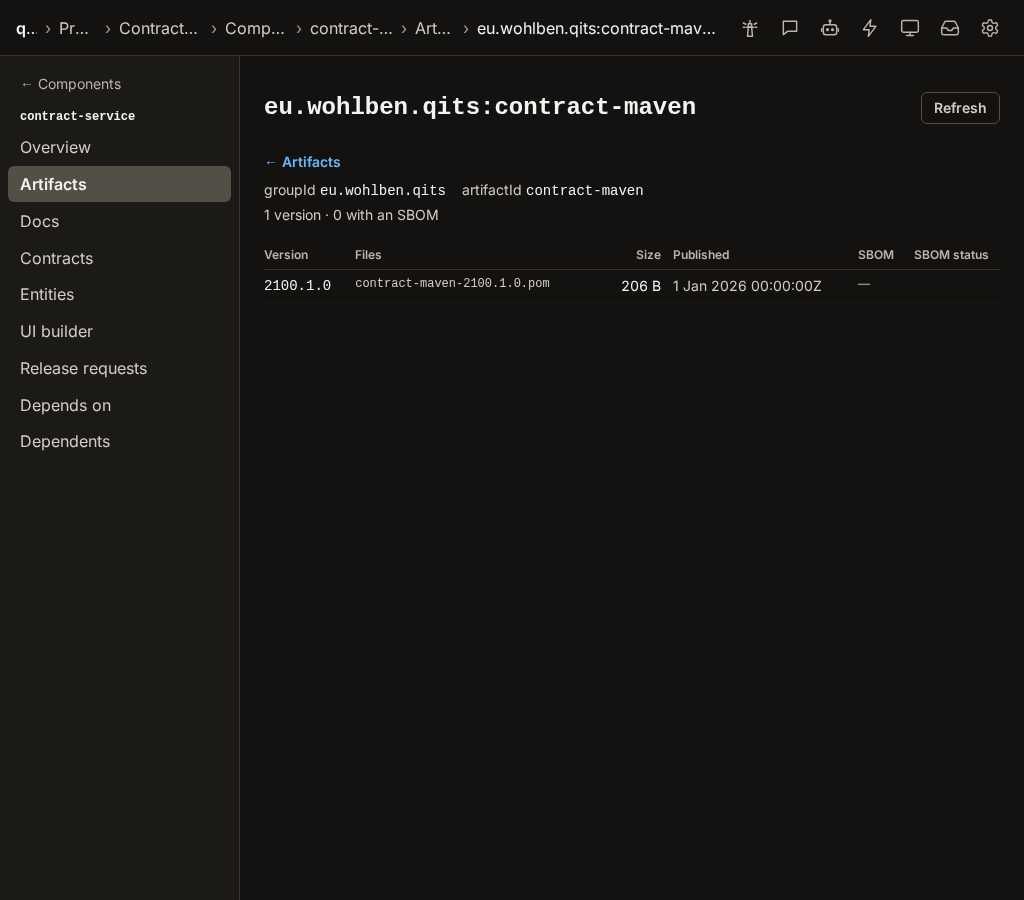 q... › Pr... › Contract... › Comp... › contract-... › Art... › eu.wohlben.qits:contract-mav...
← Components
contract-service
Overview
Artifacts
Docs
Contracts
Entities
UI builder
Release requests
Depends on
Dependents
eu.wohlben.qits:contract-maven
Refresh
← Artifacts
groupId eu.wohlben.qits artifactId contract-maven
1 version · 0 with an SBOM
Version Files Size Published SBOM SBOM status
2100.1.0 contract-maven-2100.1.0.pom 206 B 1 Jan 2026 00:00:00Z —